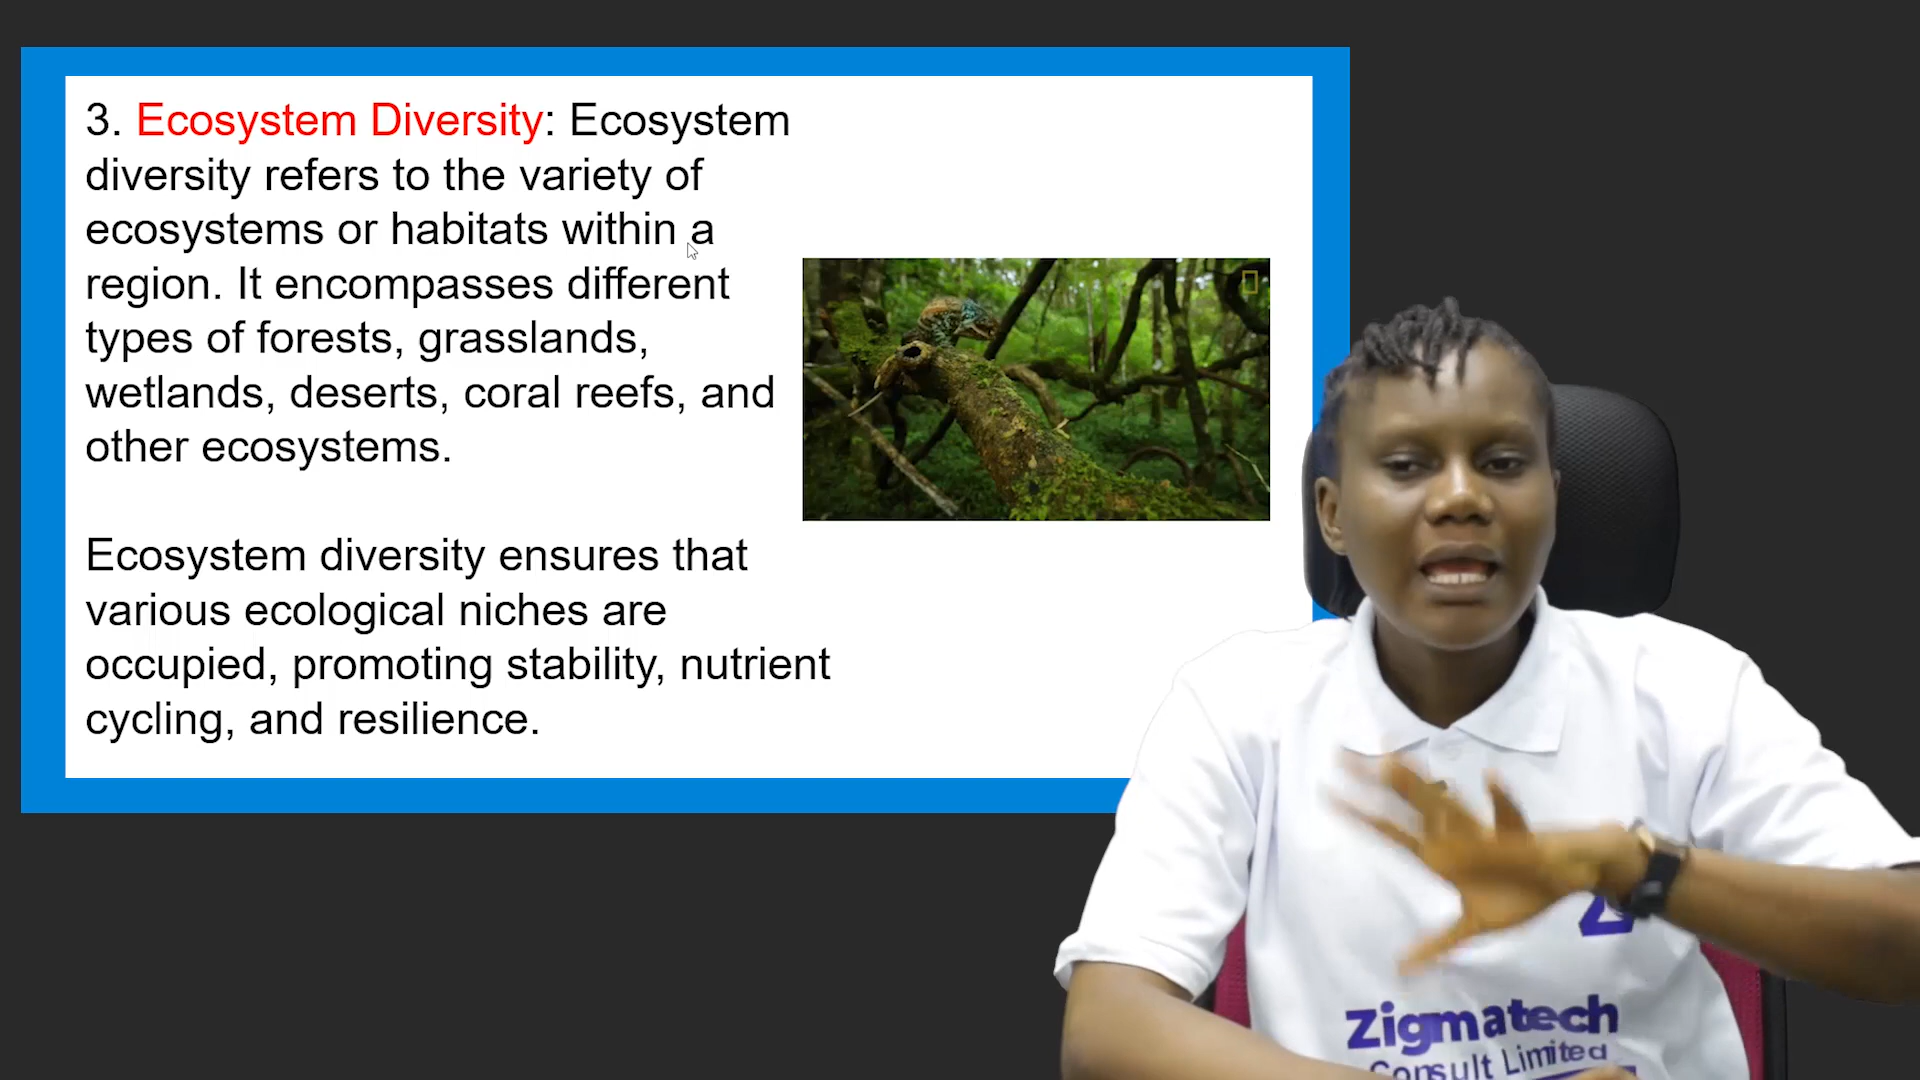 3. Ecosystem Diversity: Ecosystem
diversity refers to the variety of
ecosystems or habitats within a
region. It encompasses different
types of forests, grasslands,
wetlands, deserts, coral reefs, and
other ecosystems.
Ecosystem diversity ensures that
various ecological niches are
occupied, promoting stability, nutrient
cycling, and resilience.
Zigmatech
Consult Limited